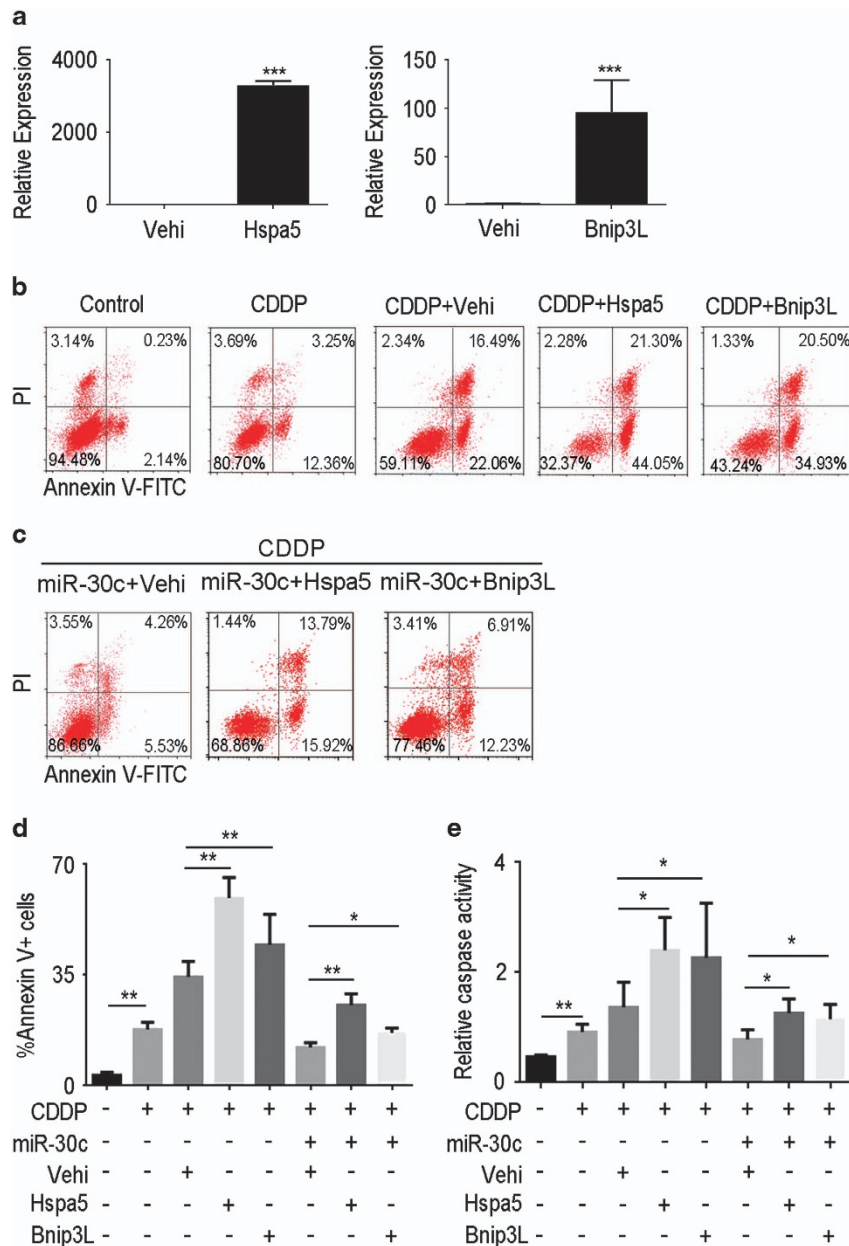 a
Relative Expression
4000
2000
0
***
Vehi
Hspa5
Relative Expression
150
100
50
0
***
Vehi
Bnip3L
b
Control
CDDP
CDDP+Vehi
CDDP+Hspa5
CDDP+Bnip3L
PI
3.14%
0.23%
94.48%
2.14%
3.69%
3.25%
80.70%
12.36%
2.34%
16.49%
59.11%
22.06%
2.28%
21.30%
32.37%
44.05%
1.33%
20.50%
43.24%
34.93%
Annexin V-FITC
c
CDDP
miR-30c+Vehi
miR-30c+Hspa5
miR-30c+Bnip3L
PI
3.55%
4.26%
86.66%
5.53%
1.44%
13.79%
68.86%
15.92%
3.41%
6.91%
77.46%
12.23%
Annexin V-FITC
d
%Annexin V+ cells
70
35
0
**
**
**
**
*
CDDP - + + + + + + +
miR-30c - - - - - + + +
Vehi - - + - - + - -
Hspa5 - - - + - - + -
Bnip3L - - - - + - - +
e
Relative caspase activity
4
2
0
**
*
*
*
*
CDDP - + + + + + + +
miR-30c - - - - - + + +
Vehi - - + - - + - -
Hspa5 - - - + - - + -
Bnip3L - - - - + - - +